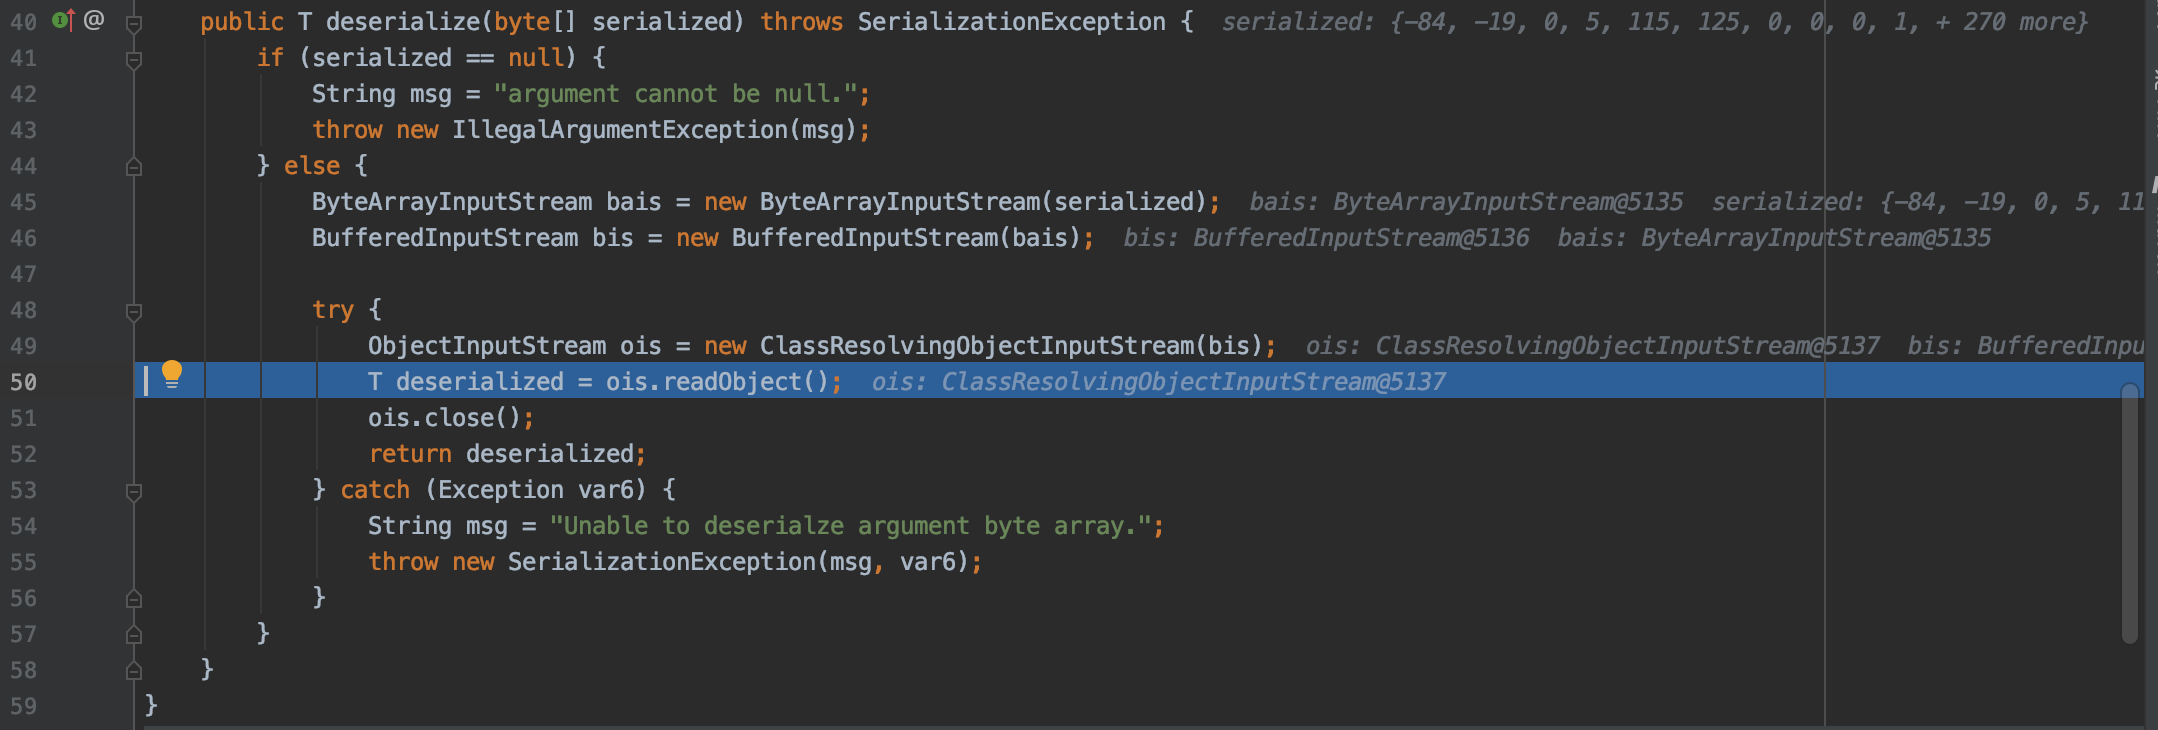 40 @ public T deserialize(byte[] serialized) throws SerializationException { serialized: {-84, -19, 0, 5, 115, 125, 0, 0, 0, 1, + 270 more}
41 if (serialized == null) {
42 String msg = "argument cannot be null.";
43 throw new IllegalArgumentException(msg);
44 } else {
45 ByteArrayInputStream bais = new ByteArrayInputStream(serialized); bais: ByteArrayInputStream@5135 serialized: {-84, -19, 0, 5, 11
46 BufferedInputStream bis = new BufferedInputStream(bais); bis: BufferedInputStream@5136 bais: ByteArrayInputStream@5135
47
48 try {
49 ObjectInputStream ois = new ClassResolvingObjectInputStream(bis); ois: ClassResolvingObjectInputStream@5137 bis: BufferedInpu
50 T deserialized = ois.readObject(); ois: ClassResolvingObjectInputStream@5137
51 ois.close();
52 return deserialized;
53 } catch (Exception var6) {
54 String msg = "Unable to deserialze argument byte array.";
55 throw new SerializationException(msg, var6);
56 }
57 }
58 }
59 }